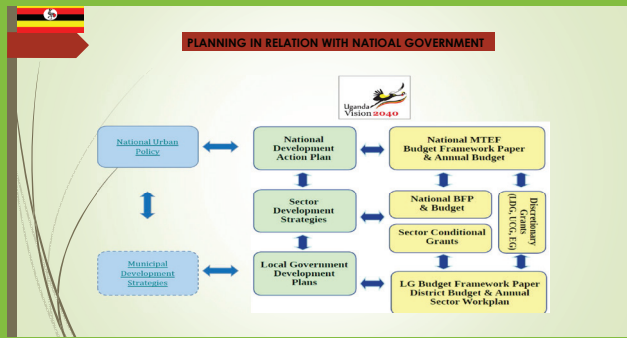 PLANNING IN RELATION WITH NATIOAL GOVERNMENT
Uganda
Vision 2040
National Urban
Policy
National
Development
Action Plan
National MTEF
Budget Framework Paper
& Annual Budget
Sector
Development
Strategies
National BFP
& Budget
Sector Conditional
Grants
Discretionary
Grants
(LDG, UCG, EG)
Municipal
Development
Strategies
Local Government
Development
Plans
LG Budget Framework Paper
District Budget & Annual
Sector Workplan